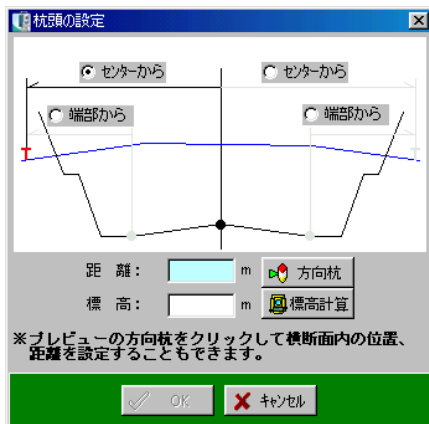 杭頭の設定
センターから センターから
端部から 端部から
距 離： m 方向杭
標 高： m 標高計算
※プレビューの方向杭をクリックして横断面内の位置、
距離を設定することもできます。
OK キャンセル